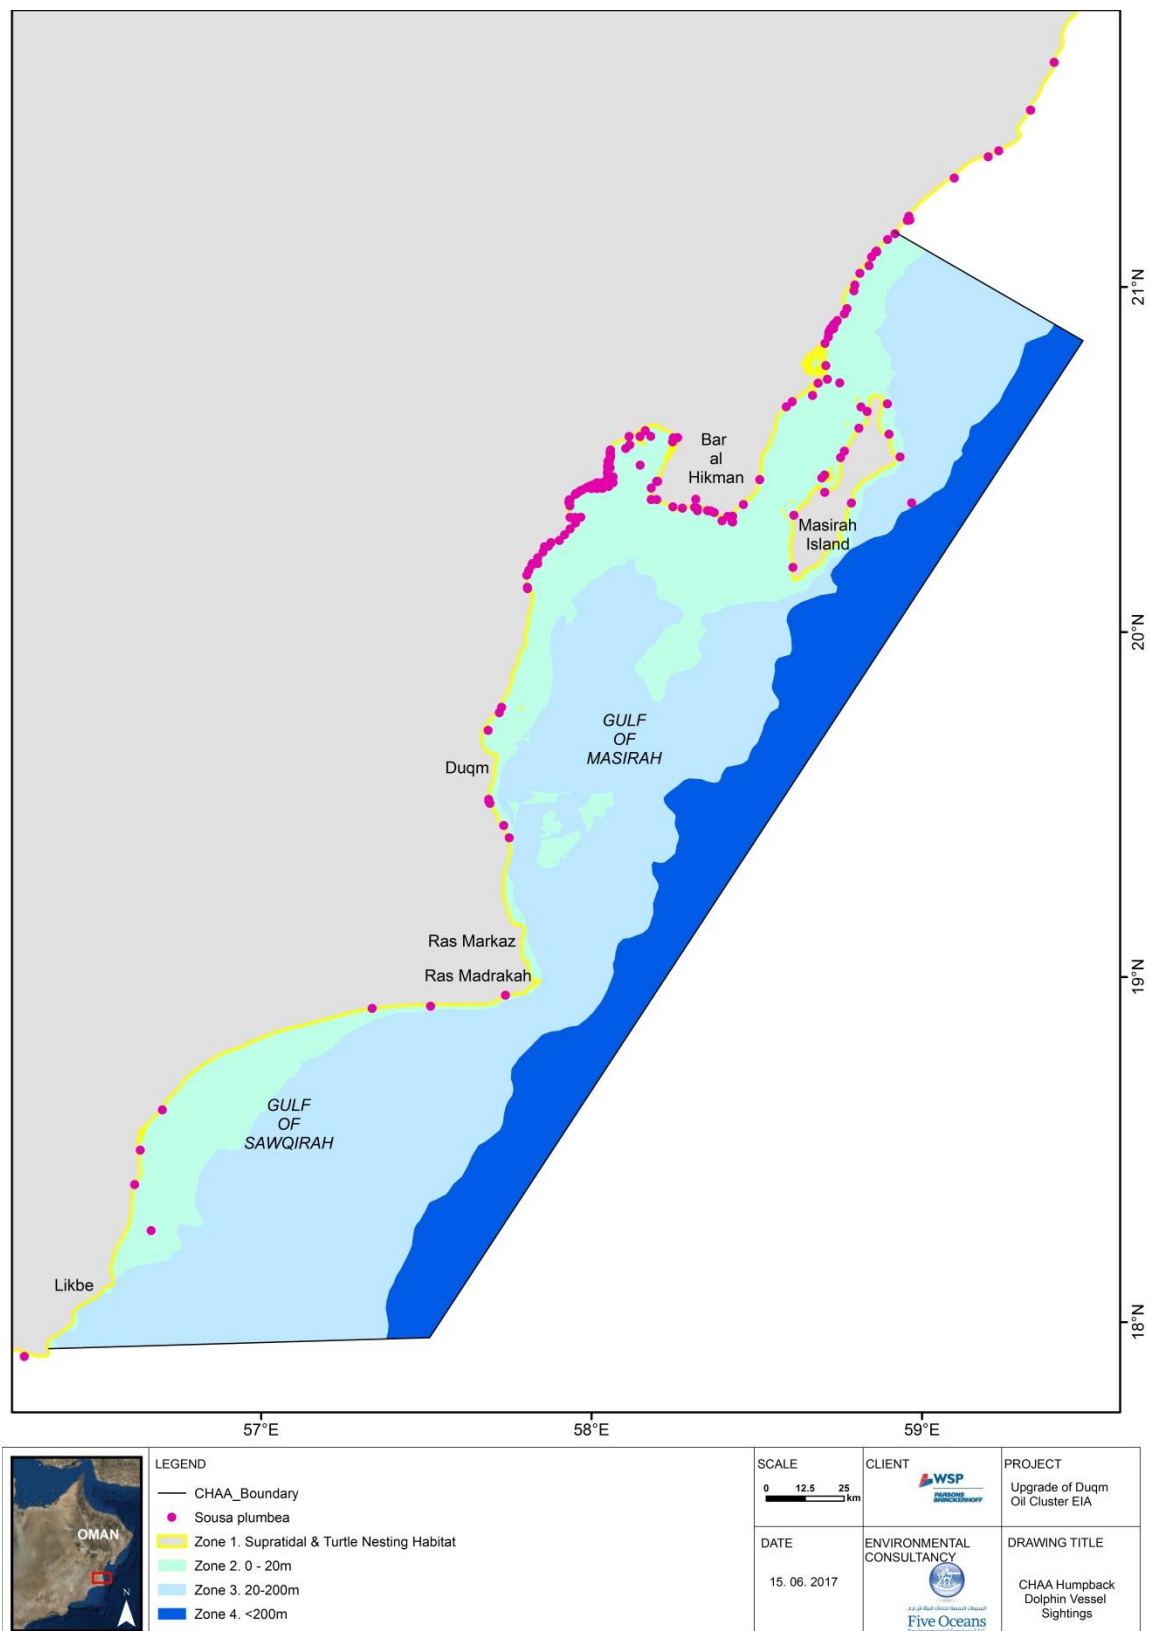 21°N
Bar
al
Hikman
Masirah
Island
20°N
GULF
OF
MASIRAH
Duqm
Ras Markaz
Ras Madrakah
19°N
GULF
OF
SAWQIRAH
Likbe
18°N
57°E
58°E
59°E
OMAN
N
LEGEND
CHAA_Boundary
Sousa plumbea
Zone 1. Supratidal & Turtle Nesting Habitat
Zone 2. 0 - 20m
Zone 3. 20-200m
Zone 4. <200m
SCALE
0 12.5 25
km
CLIENT
WSP
PARSONS
BRINCKERHOFF
PROJECT
Upgrade of Duqm
Oil Cluster EIA
DATE
15. 06. 2017
ENVIRONMENTAL
CONSULTANCY
Five Oceans
DRAWING TITLE
CHAA Humpback
Dolphin Vessel
Sightings